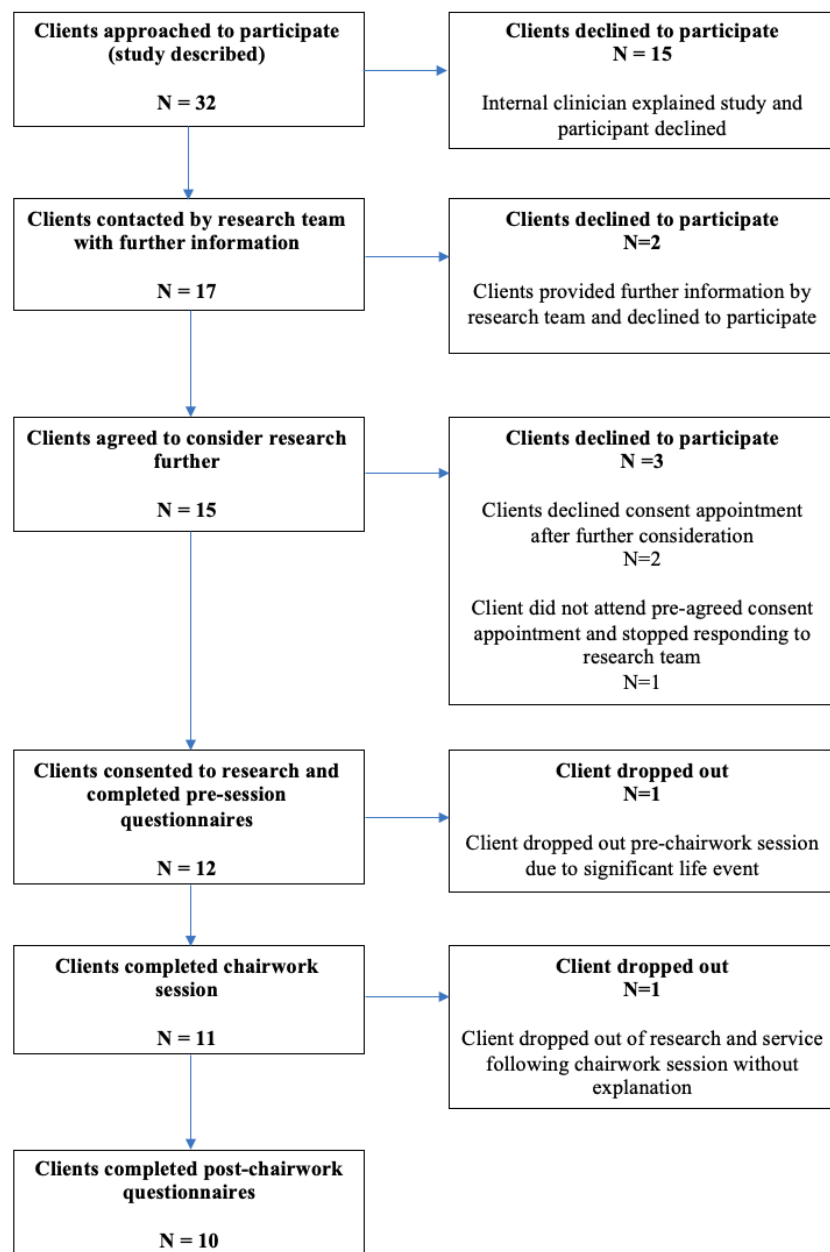 Clients approached to participate
(study described)
N = 32
Clients declined to participate
N = 15
Internal clinician explained study and
participant declined
Clients contacted by research team
with further information
N = 17
Clients declined to participate
N=2
Clients provided further information by
research team and declined to participate
Clients agreed to consider research
further
N = 15
Clients declined to participate
N =3
Clients declined consent appointment
after further consideration
N=2
Client did not attend pre-agreed consent
appointment and stopped responding to
research team
N=1
Clients consented to research and
completed pre-session
questionnaires
N = 12
Client dropped out
N=1
Client dropped out pre-chairwork session
due to significant life event
Clients completed chairwork
session
N = 11
Client dropped out
N=1
Client dropped out of research and service
following chairwork session without
explanation
Clients completed post-chairwork
questionnaires
N = 10